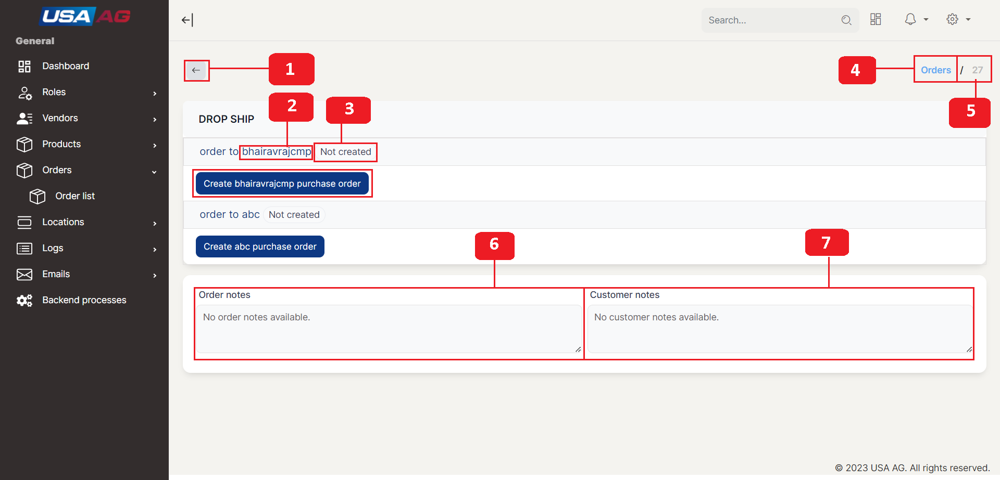 USA AG
General
Dashboard
Roles
Vendors
Products
Orders
Order list
Locations
Logs
Emails
Backend processes
Search...
1
4
Orders / 27
5
2
3
DROP SHIP
order to bhairavrajcmp Not created
Create bhairavrajcmp purchase order
order to abc Not created
Create abc purchase order
6
7
Order notes
No order notes available.
Customer notes
No customer notes available.
© 2023 USA AG. All rights reserved.